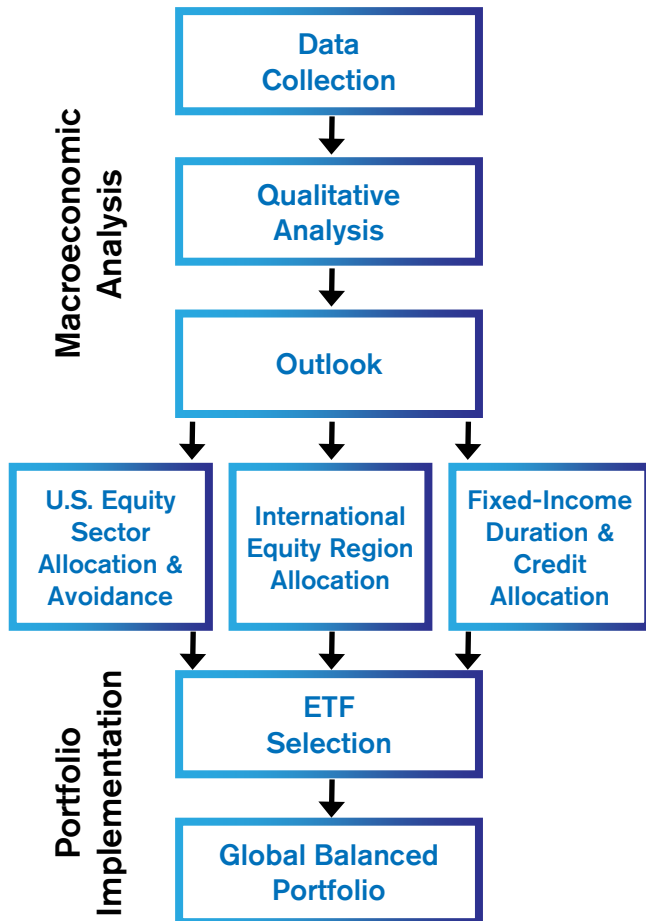 Data
Collection
Macroeconomic
Analysis
Qualitative
Analysis
Outlook
U.S. Equity
Sector
Allocation &
Avoidance
International
Equity Region
Allocation
Fixed-Income
Duration &
Credit
Allocation
Portfolio
Implementation
ETF
Selection
Global Balanced
Portfolio